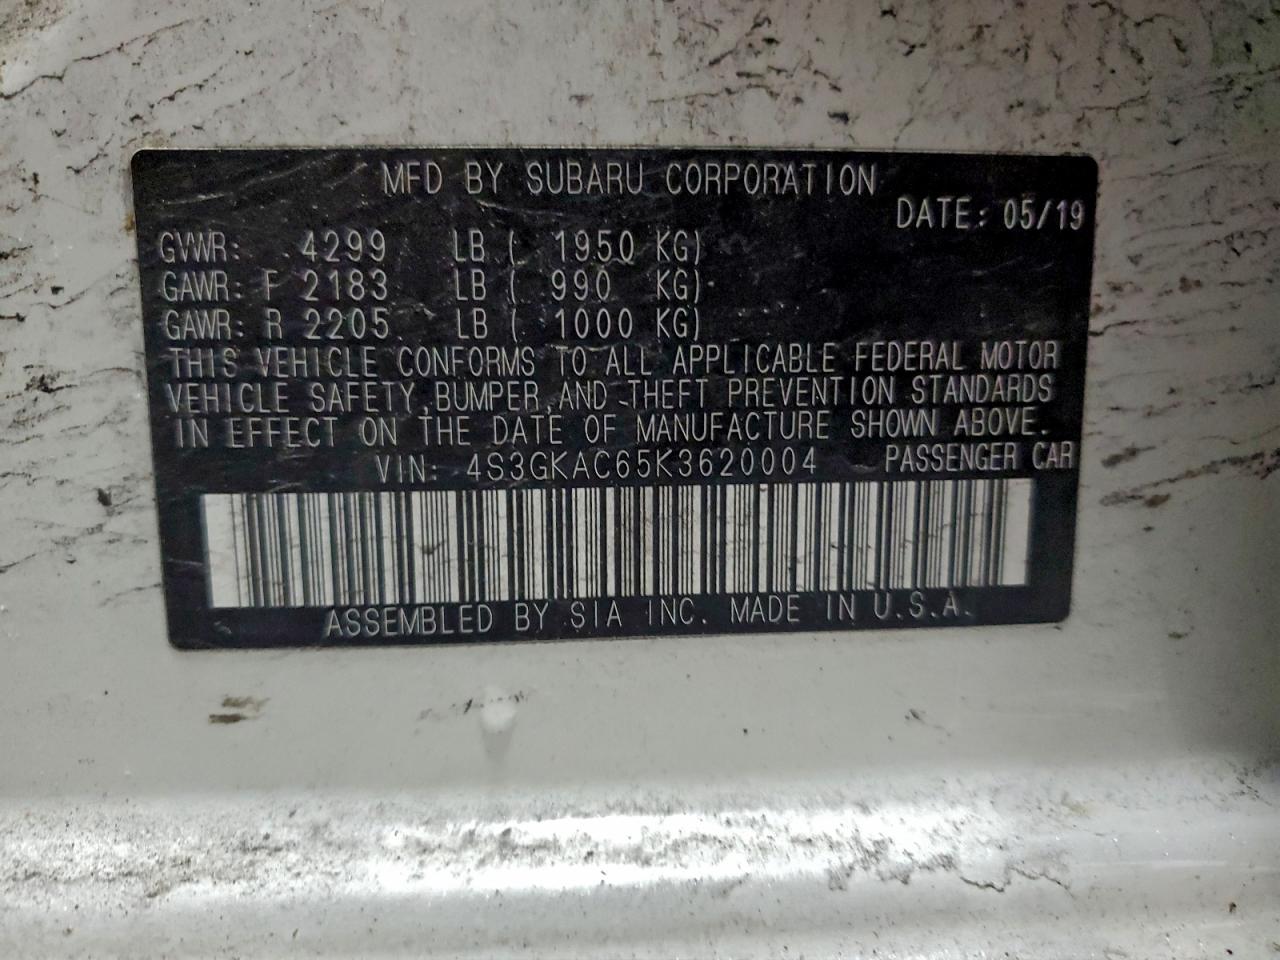 MFD BY SUBARU CORPORATION
DATE: 05/19
GVWR: 4299 LB ( 1950 KG)
GAWR: F 2183 LB ( 990 KG)
GAWR: R 2205 LB ( 1000 KG)
THIS VEHICLE CONFORMS TO ALL APPLICABLE FEDERAL MOTOR
VEHICLE SAFETY, BUMPER, AND THEFT PREVENTION STANDARDS
IN EFFECT ON THE DATE OF MANUFACTURE SHOWN ABOVE.
VIN: 4S3GKAC65K3620004 PASSENGER CAR
ASSEMBLED BY SIA INC. MADE IN U.S.A.